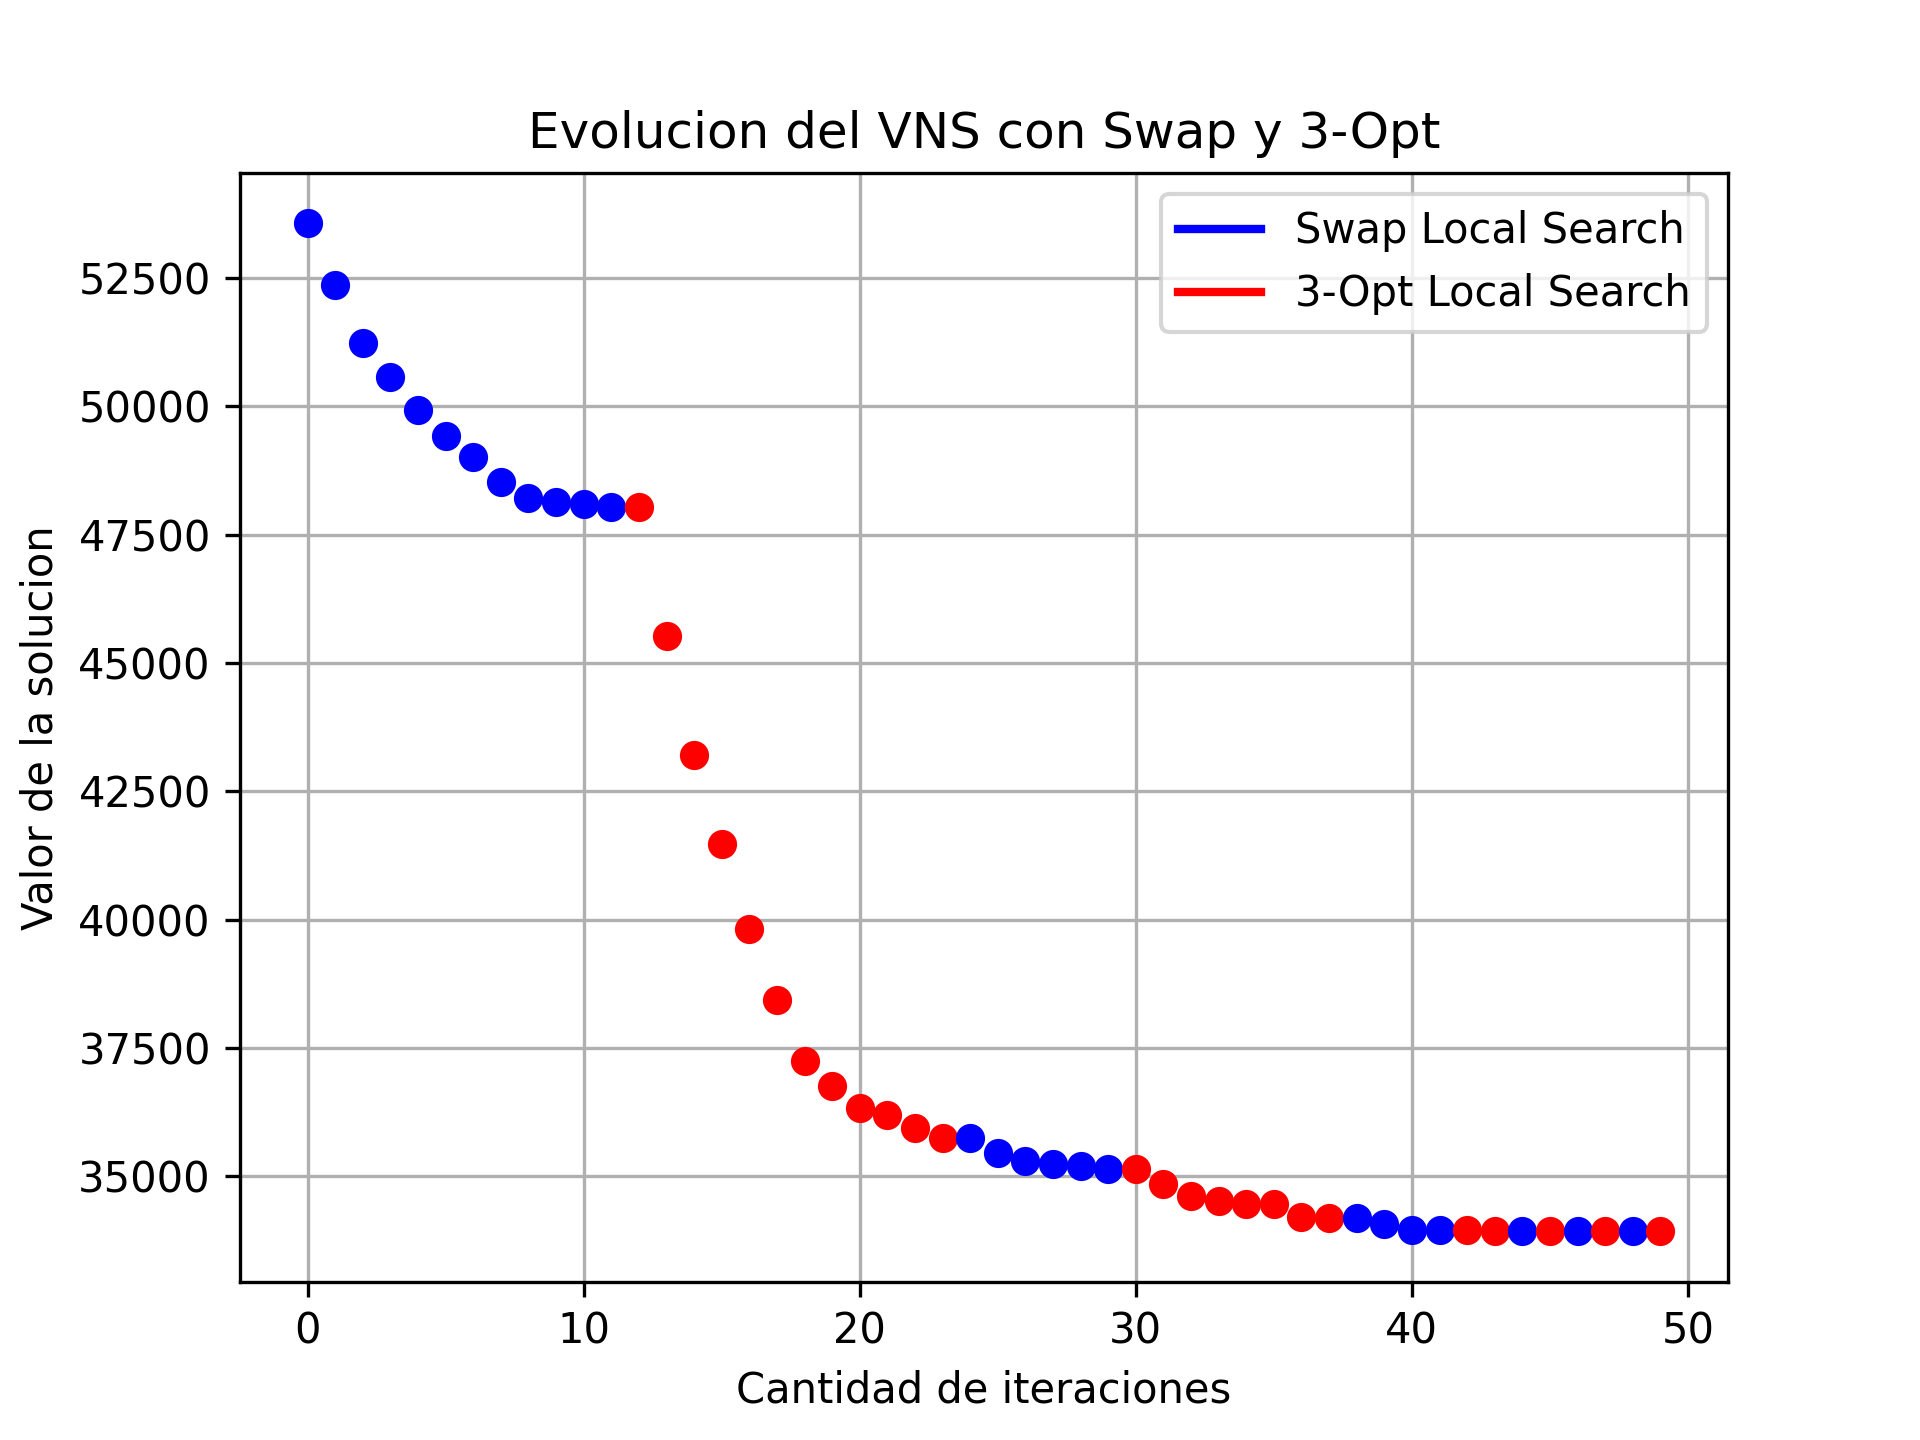 Evolucion del VNS con Swap y 3-Opt
Swap Local Search
3-Opt Local Search
Valor de la solucion
52500
50000
47500
45000
42500
40000
37500
35000
0 10 20 30 40 50
Cantidad de iteraciones